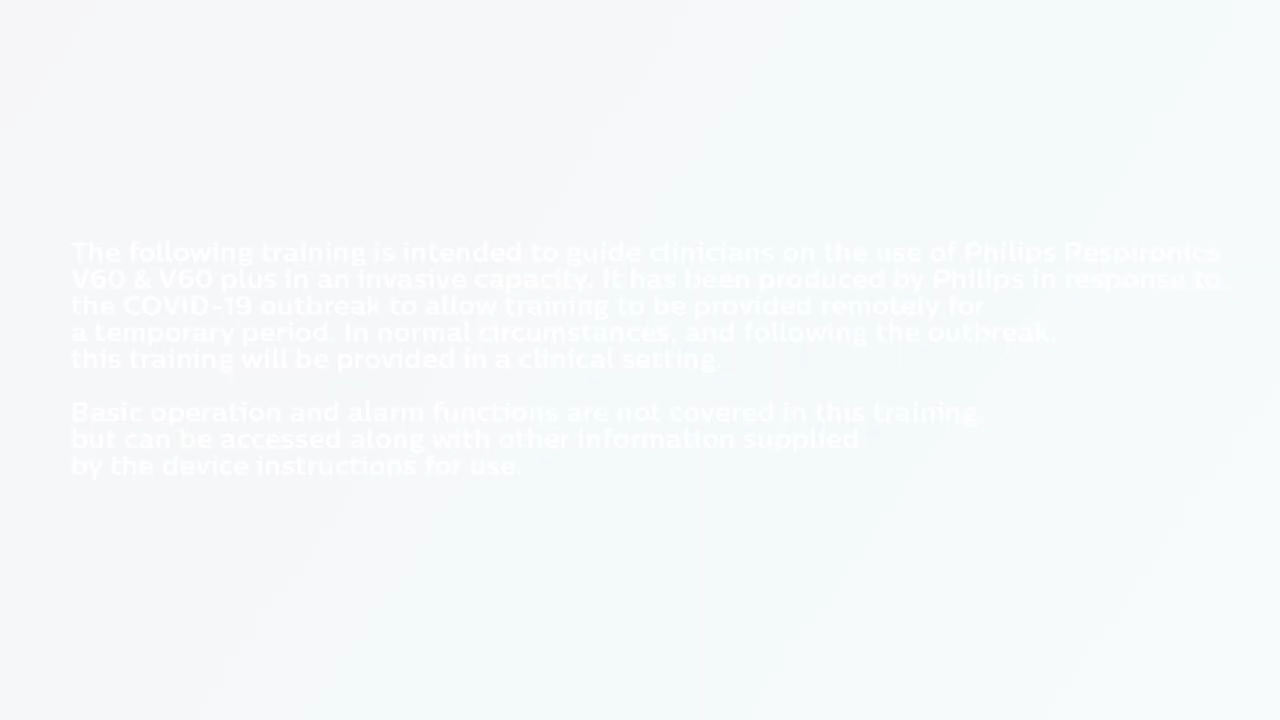 The following training is intended to guide clinicians on the use of Philips Respironics
V60 & V60 plus in an invasive capacity. It has been produced by Philips in response to
the COVID-19 outbreak to allow training to be provided remotely for
a temporary period. In normal circumstances, and following the outbreak,
this training will be provided in a clinical setting.
Basic operation and alarm functions are not covered in this training
but can be accessed along with other information supplied
by the device instructions for use.